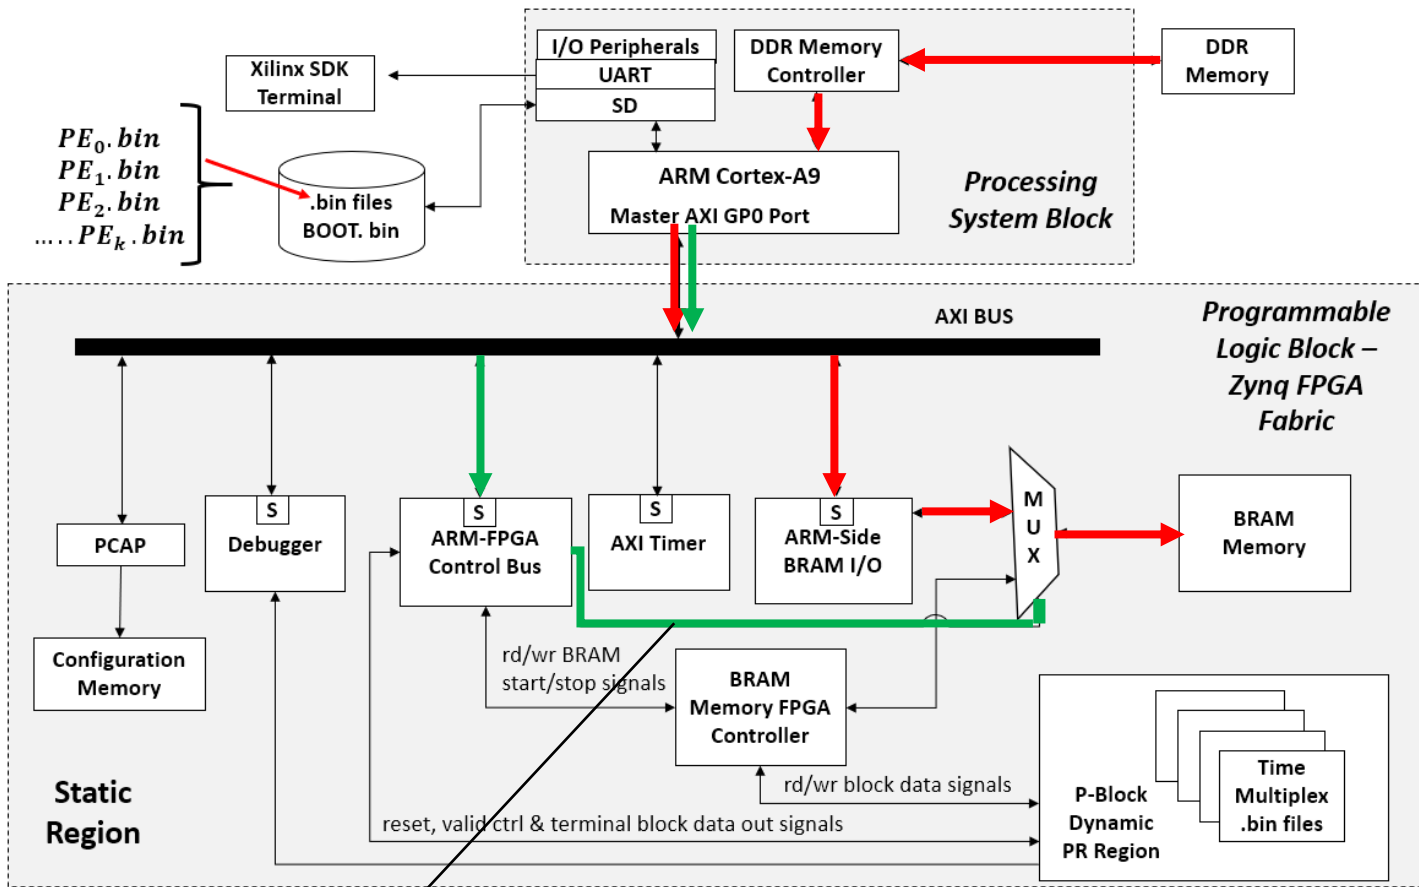 I/O Peripherals
UART
SD
DDR Memory
Controller
DDR
Memory
Xilinx SDK
Terminal
PE0. bin
PE1. bin
PE2. bin
..... PEk . bin
.bin files
BOOT. bin
ARM Cortex-A9
Master AXI GP0 Port
Processing
System Block
AXI BUS
Programmable
Logic Block –
Zynq FPGA
Fabric
PCAP
Configuration
Memory
S
Debugger
S
ARM-FPGA
Control Bus
S
AXI Timer
S
ARM-Side
BRAM I/O
M
U
X
BRAM
Memory
rd/wr BRAM
start/stop signals
BRAM
Memory FPGA
Controller
rd/wr block data signals
reset, valid ctrl & terminal block data out signals
P-Block
Dynamic
PR Region
Time
Multiplex
.bin files
Static
Region